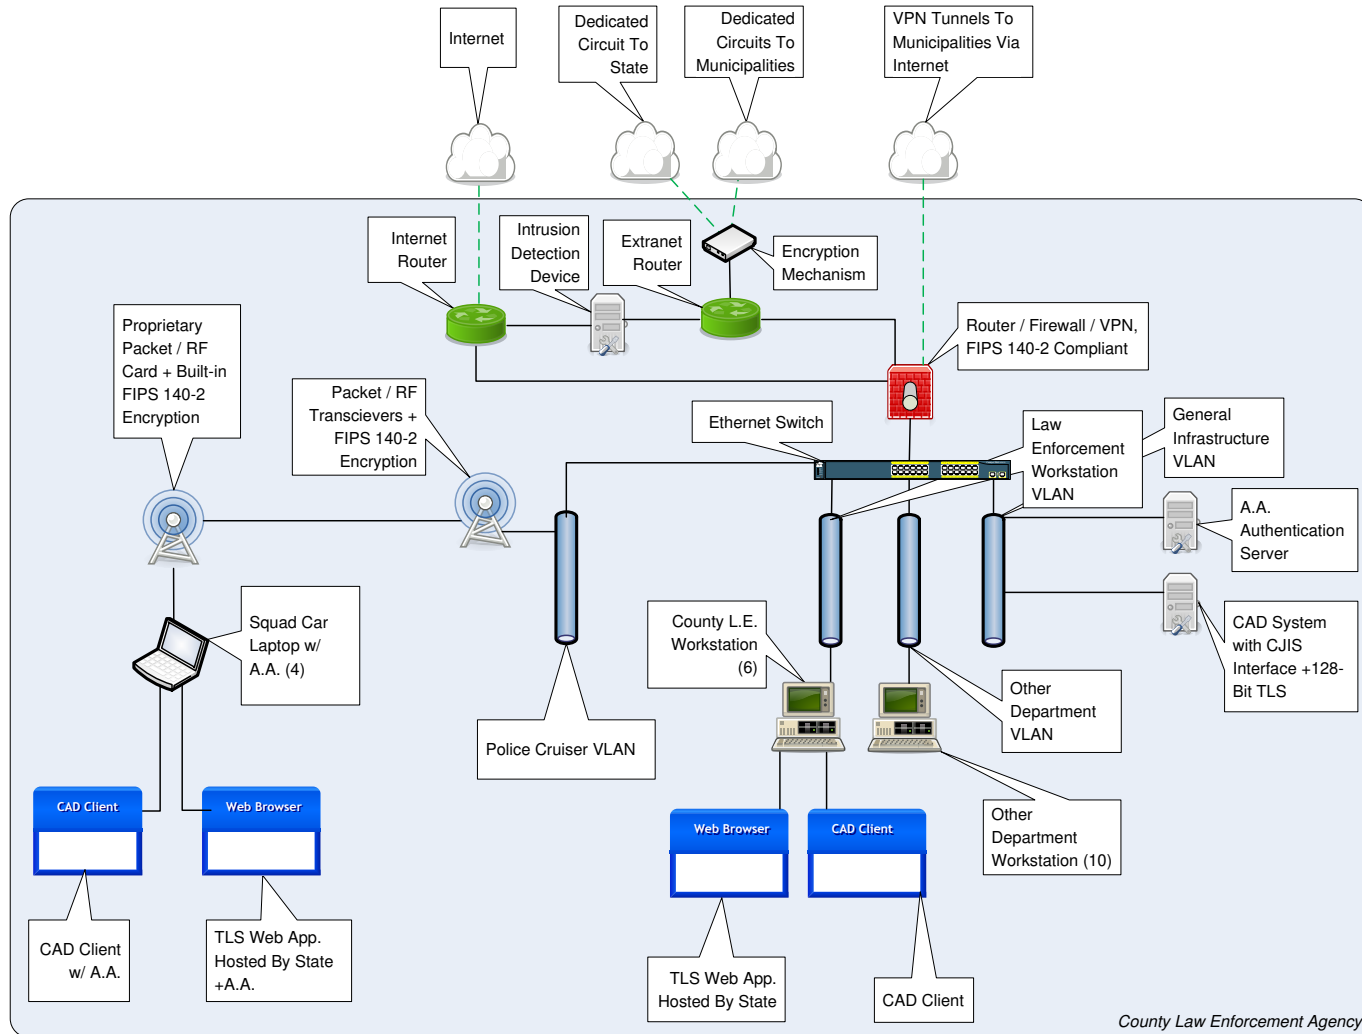 Internet
Dedicated
Circuit To
State
Dedicated
Circuits To
Municipalities
VPN Tunnels To
Municipalities Via
Internet
Internet
Router
Intrusion
Detection
Device
Extranet
Router
Encryption
Mechanism
Proprietary
Packet / RF
Card + Built-in
FIPS 140-2
Encryption
Packet / RF
Transcievers +
FIPS 140-2
Encryption
Router / Firewall / VPN,
FIPS 140-2 Compliant
Ethernet Switch
Law
Enforcement
Workstation
VLAN
General
Infrastructure
VLAN
A.A.
Authentication
Server
Squad Car
Laptop w/
A.A. (4)
County L.E.
Workstation
(6)
CAD System
with CJIS
Interface +128-
Bit TLS
Police Cruiser VLAN
Other
Department
VLAN
CAD Client
Web Browser
Web Browser
CAD Client
Other
Department
Workstation (10)
CAD Client
w/ A.A.
TLS Web App.
Hosted By State
+A.A.
TLS Web App.
Hosted By State
CAD Client
County Law Enforcement Agency